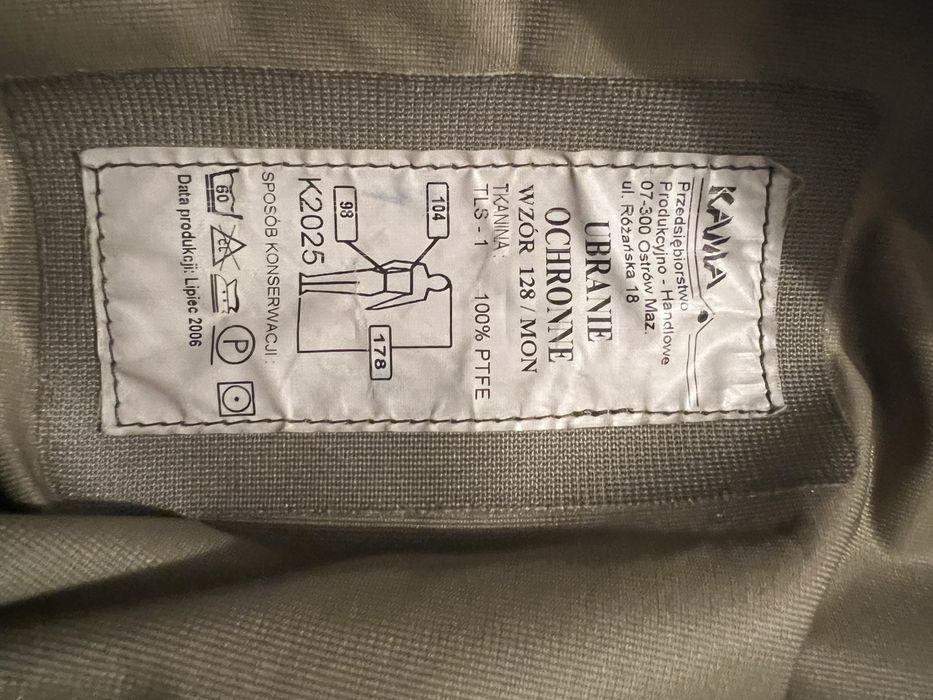 KAMA
Przedsiębiorstwo
Produkcyjno - Handlowe
07-300 Ostrów Maz.
ul. Różańska 18
UBRANIE
OCHRONNE
WZÓR 128 / MON
TKANINA :
TLS - 1 100% PTFE
104
98
178
K2025
SPOSÓB KONSERWACJI :
60 CL P
Data produkcji: Lipiec 2006